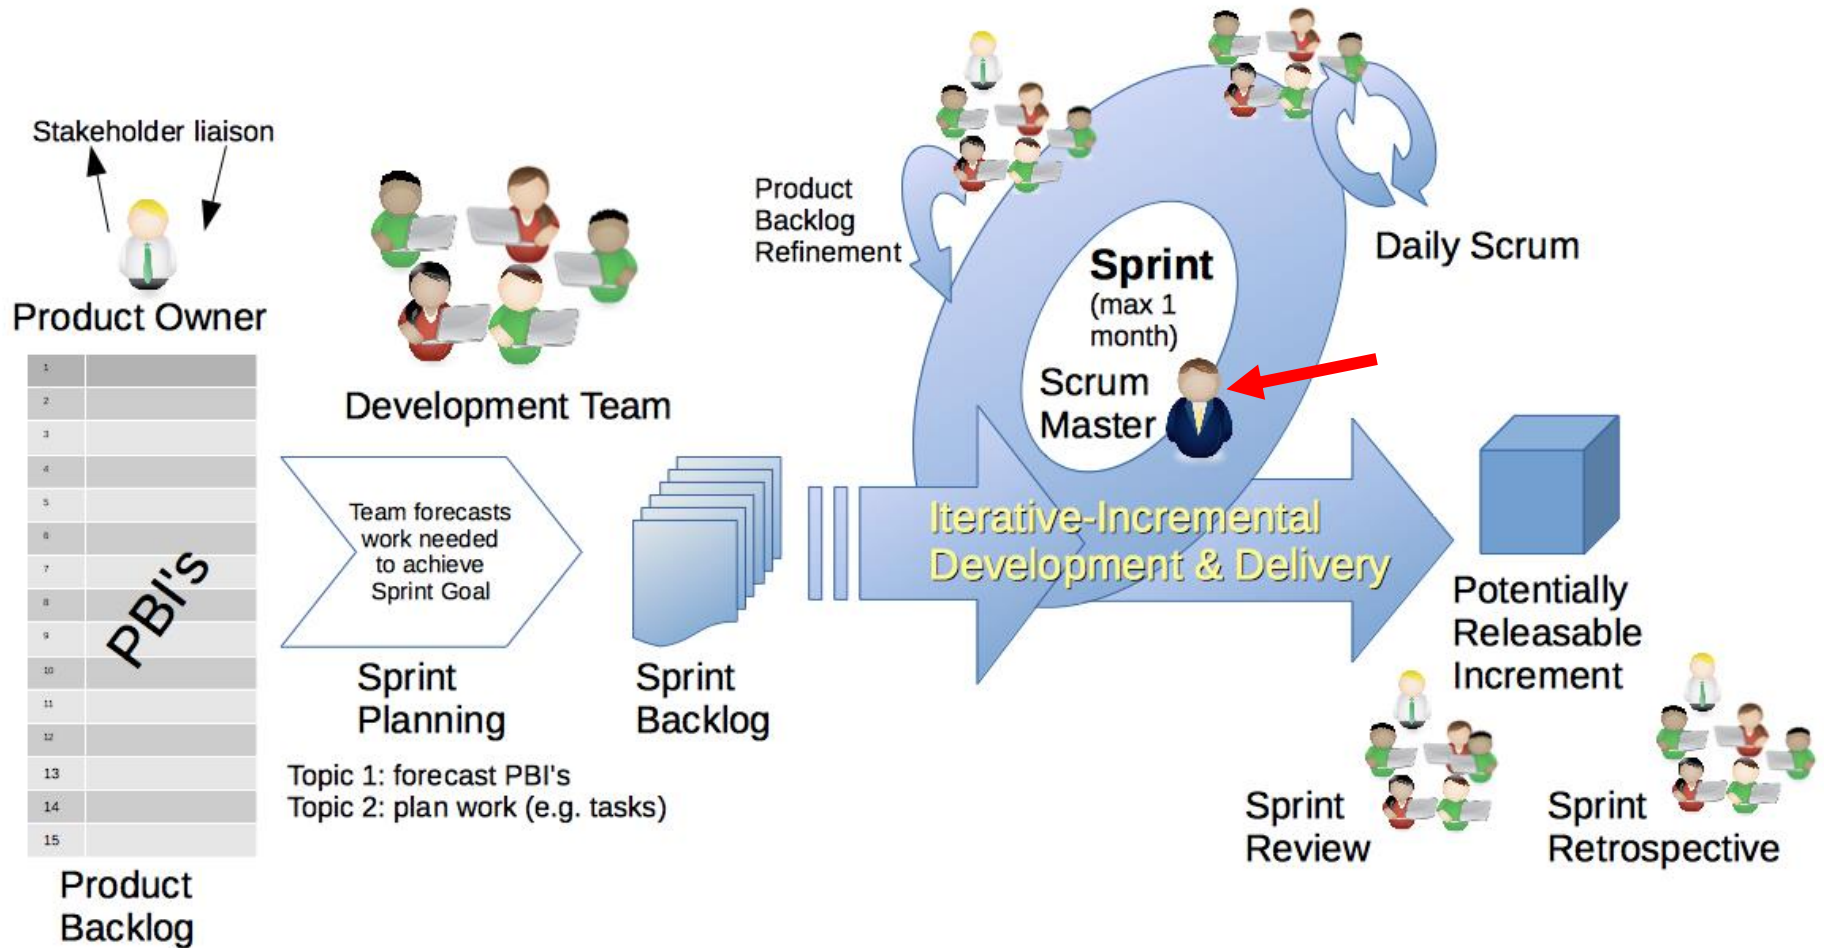 Stakeholder liaison
Product Owner
1
2
3
4
5
6
7
8
9
10
11
12
13
14
15
PBI's
Product
Backlog
Development Team
Team forecasts
work needed
to achieve
Sprint Goal
Sprint
Planning
Topic 1: forecast PBI's
Topic 2: plan work (e.g. tasks)
Sprint
Backlog
Product
Backlog
Refinement
Sprint
(max 1
month)
Scrum
Master
Daily Scrum
Iterative-Incremental
Development & Delivery
Potentially
Releasable
Increment
Sprint
Review
Sprint
Retrospective